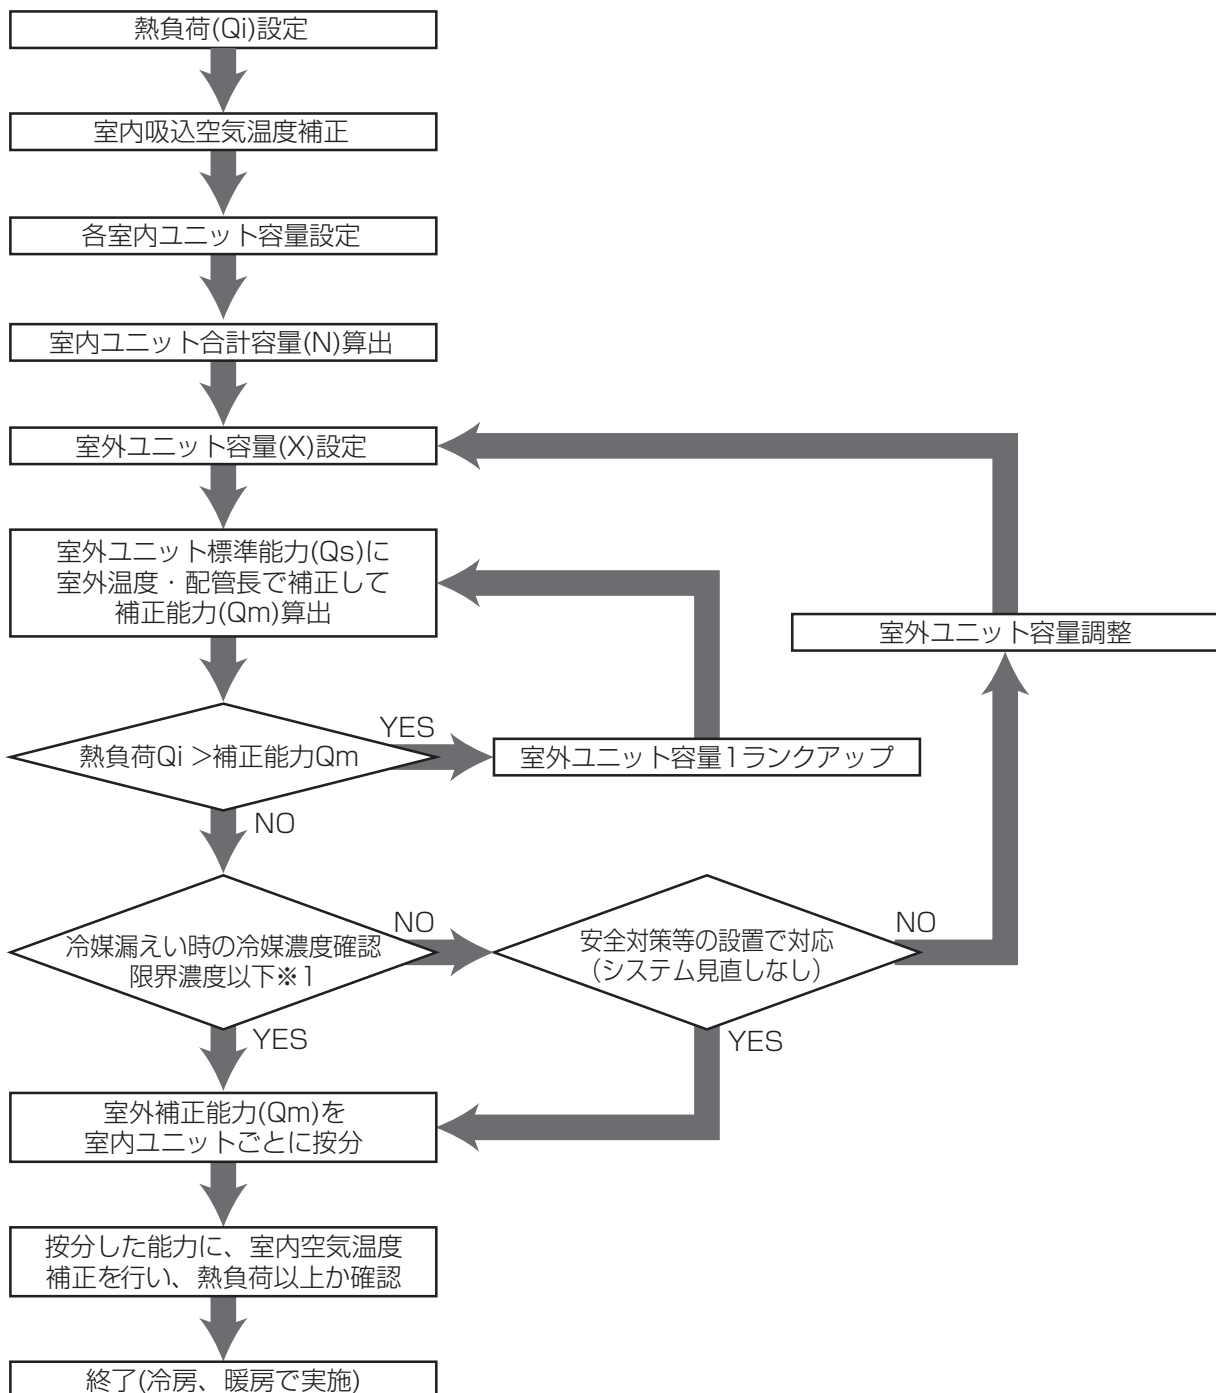 熱負荷(Qi)設定
室内吸込空気温度補正
各室内ユニット容量設定
室内ユニット合計容量(N)算出
室外ユニット容量(X)設定
室外ユニット標準能力(Qs)に
室外温度・配管長で補正して
補正能力(Qm)算出
室外ユニット容量調整
熱負荷Qi >補正能力Qm
YES
室外ユニット容量1ランクアップ
NO
冷媒漏えい時の冷媒濃度確認
限界濃度以下※1
NO
安全対策等の設置で対応
（システム見直しなし）
NO
YES
YES
室外補正能力(Qm)を
室内ユニットごとに按分
按分した能力に、室内空気温度
補正を行い、熱負荷以上か確認
終了(冷房、暖房で実施)